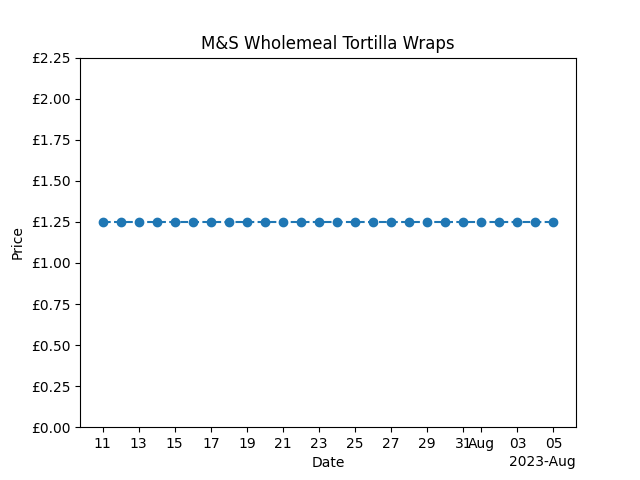 M&S Wholemeal Tortilla Wraps
£2.25
£2.00
£1.75
£1.50
£1.25
£1.00
£0.75
£0.50
£0.25
£0.00
Price
11 13 15 17 19 21 23 25 27 29 31 Aug 03 05
Date
2023-Aug